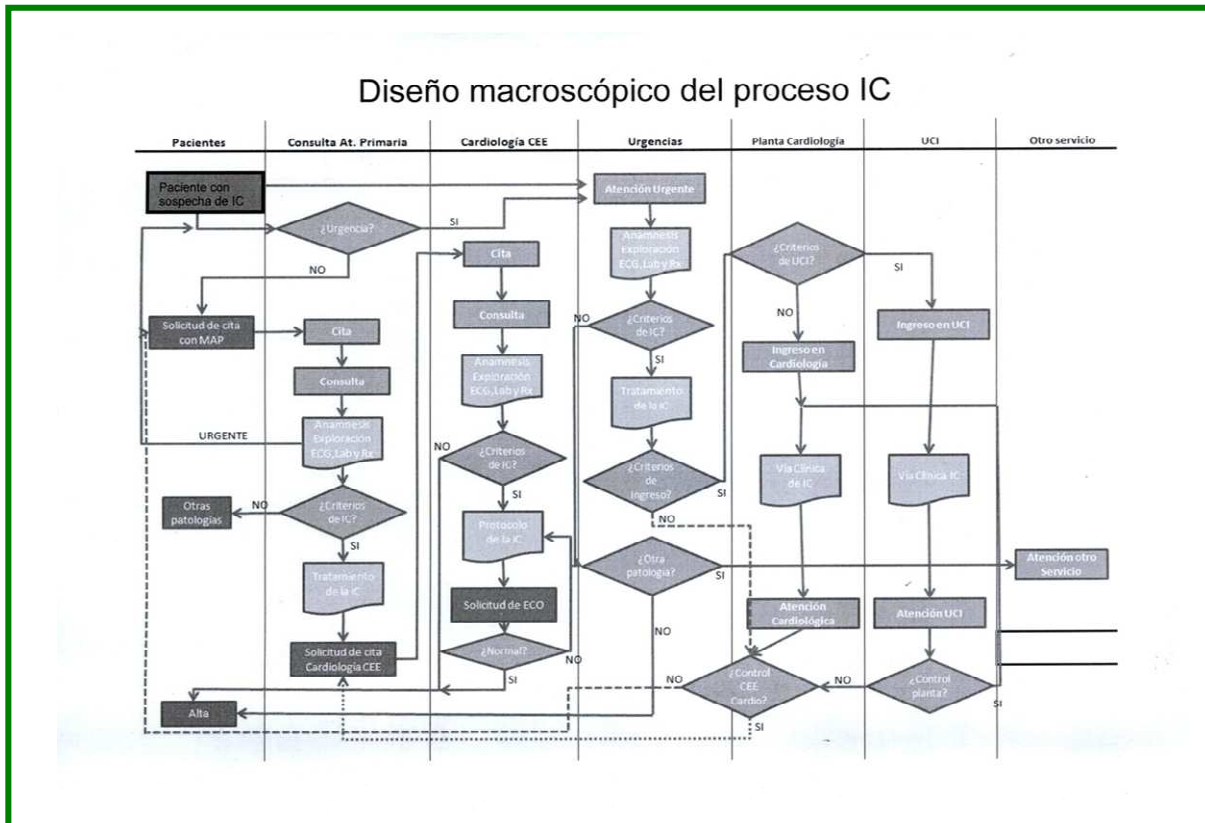 Diseño macroscópico del proceso IC
Pacientes
Consulta At. Primaria
Cardiología CEE
Urgencias
Planta Cardiología
UCI
Otro servicio
Paciente con
sospecha de IC
Atención Urgente
¿Urgencia?
SI
NO
Anamnesis
Exploración
ECG, Lab y Rx
¿Criterios
de UCI?
SI
NO
Cita
Solicitud de cita
con MAP
Cita
Consulta
NO
¿Criterios
de IC?
SI
Ingreso en UCI
Ingreso en
Cardiología
Consulta
Anamnesis
Exploración
ECG, Lab y Rx
Tratamiento
de la IC
URGENTE
Anamnesis
Exploración
ECG, Lab y Rx
NO
¿Criterios
de IC?
SI
¿Criterios
de
Ingreso?
SI
NO
Vía Clínica
de IC
Vía Clínica IC
Otras
patologías
NO
¿Criterios
de IC?
SI
Protocolo
de la IC
¿Otra
patología?
SI
NO
Atención otro
Servicio
Tratamiento
de la IC
Solicitud de ECO
Atención
Cardiológica
Atención UCI
Solicitud de cita
Cardiología CEE
¿Normal?
NO
SI
NO
¿Control
CEE
Cardio?
SI
NO
¿Control
planta?
SI
Alta